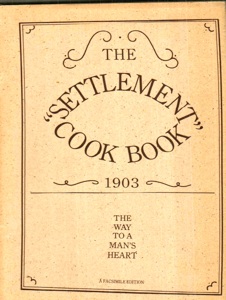 THE
"SETTLEMENT"
COOK BOOK
1903
THE
WAY
TO A
MAN'S
HEART
A FACSIMILE EDITION